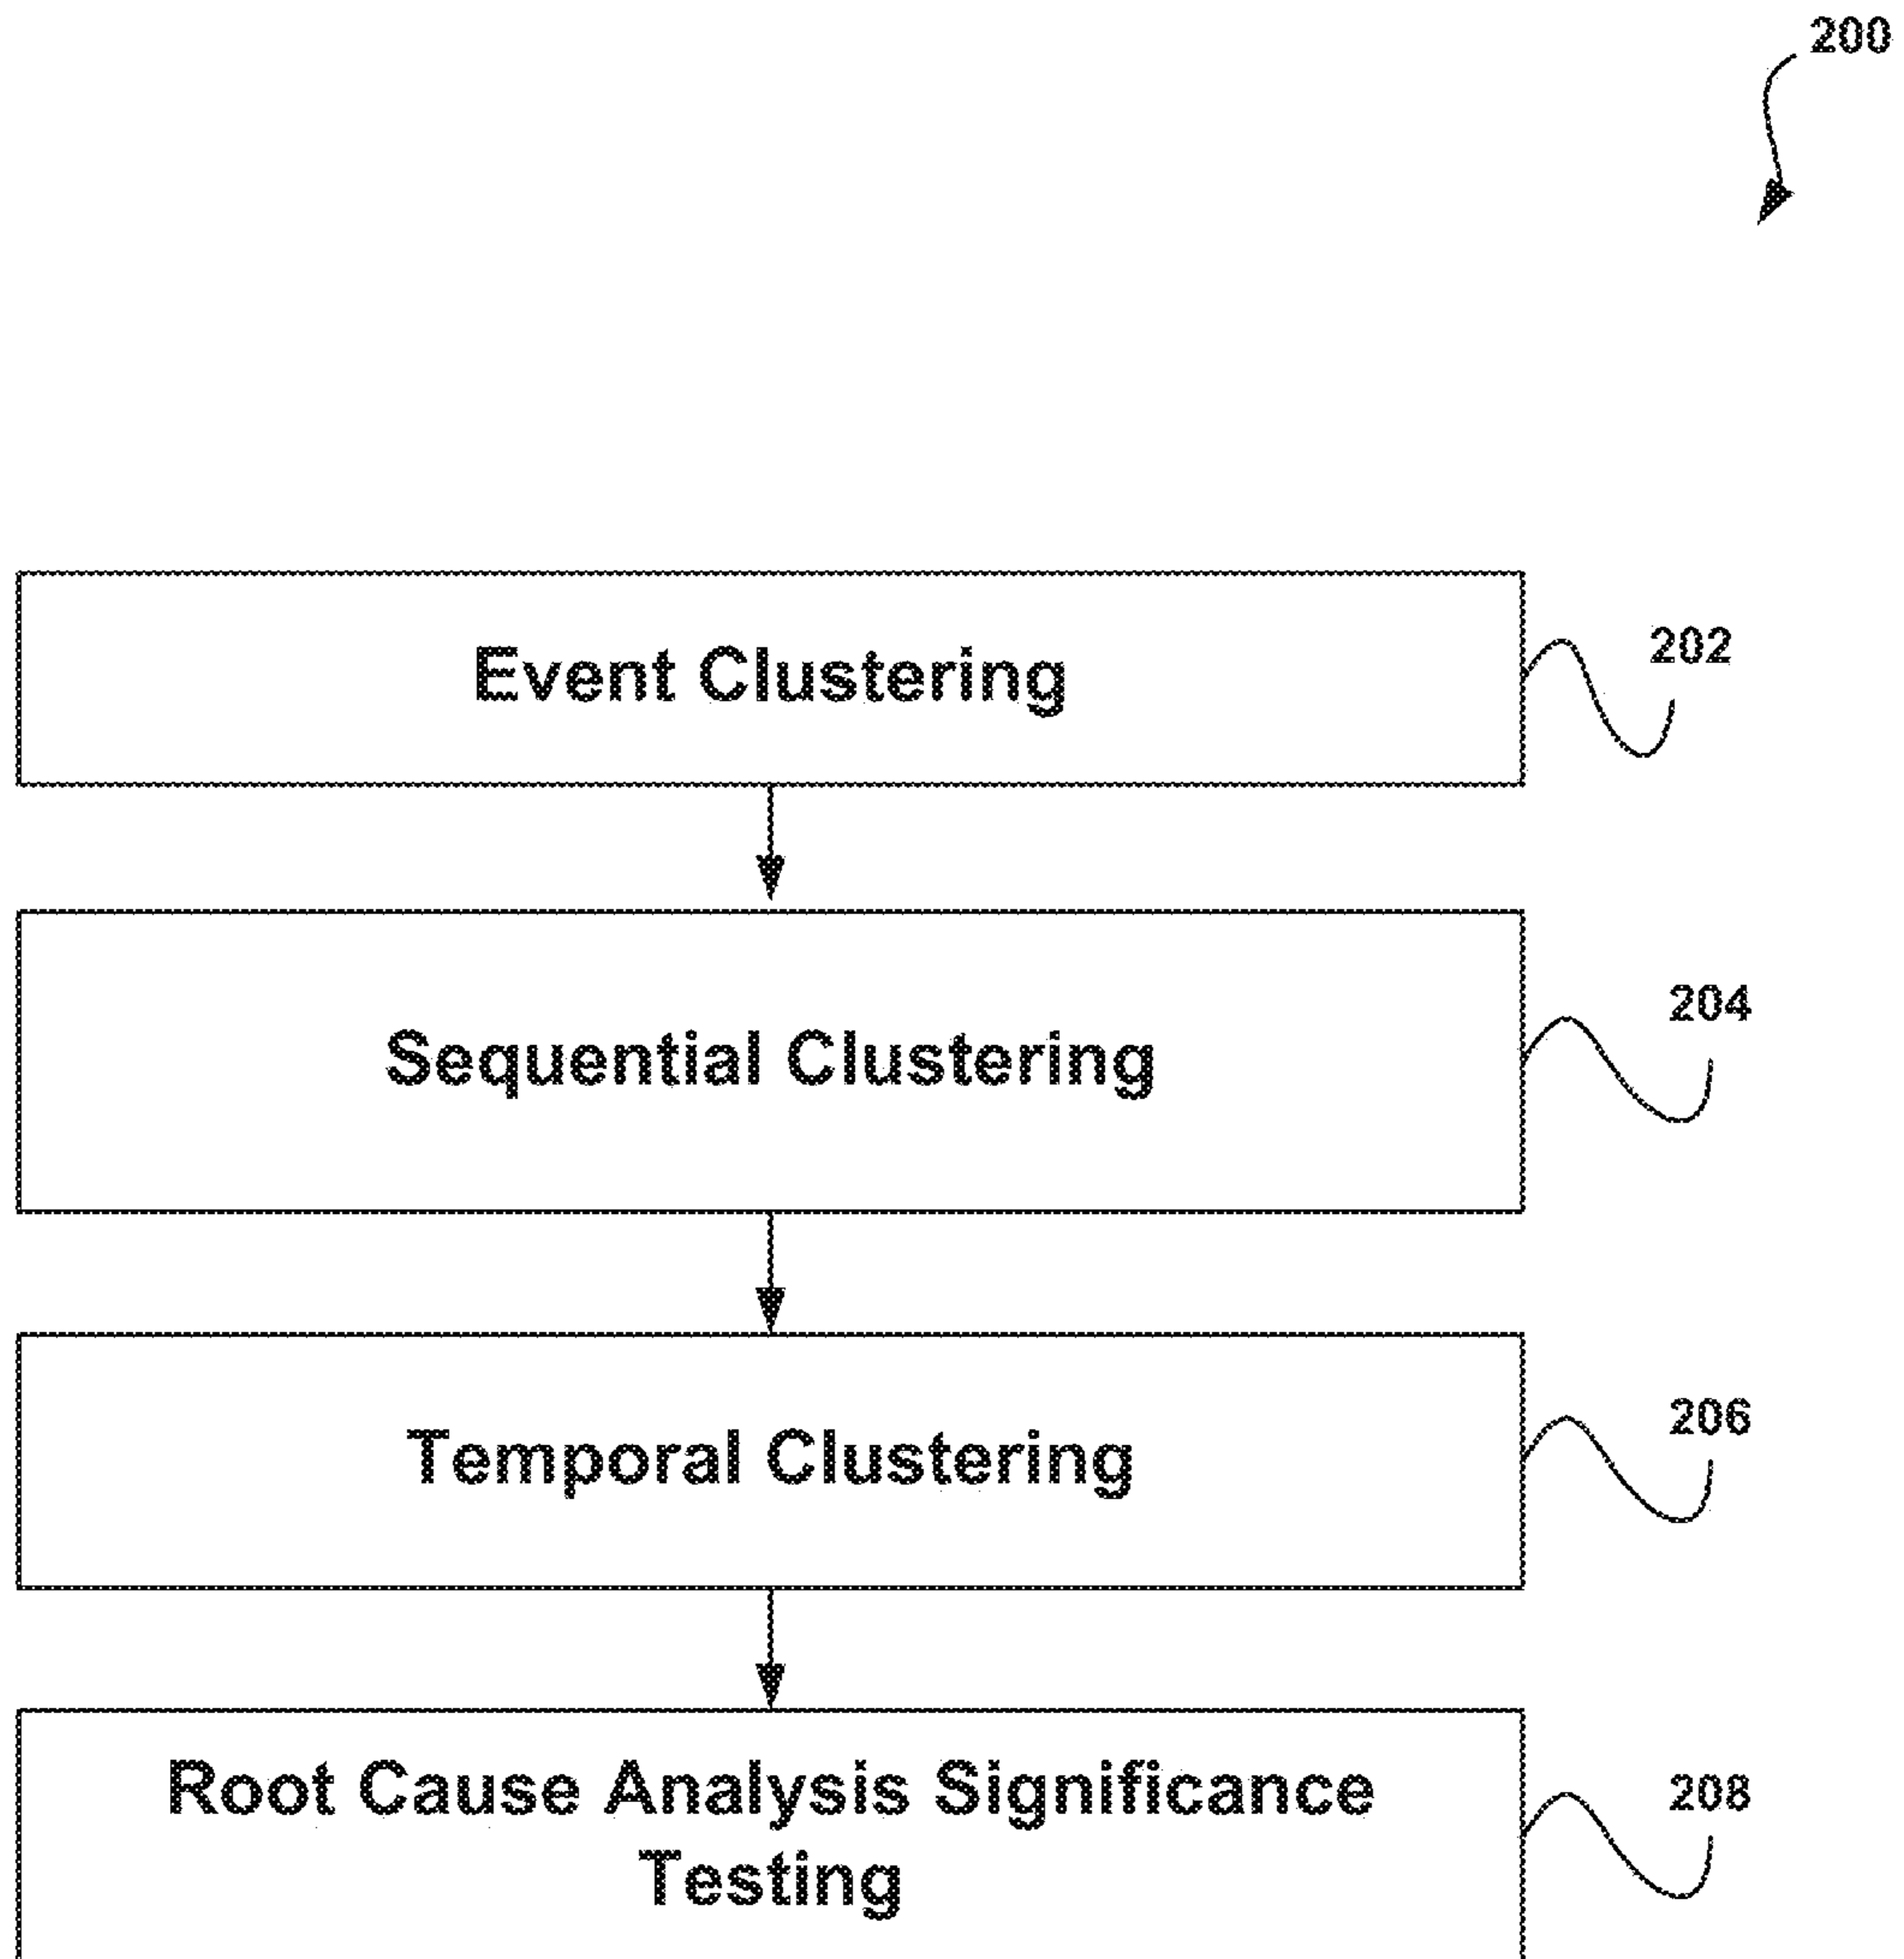 200
Event Clustering
202
Sequential Clustering
204
Temporal Clustering
206
Root Cause Analysis Significance
Testing
208